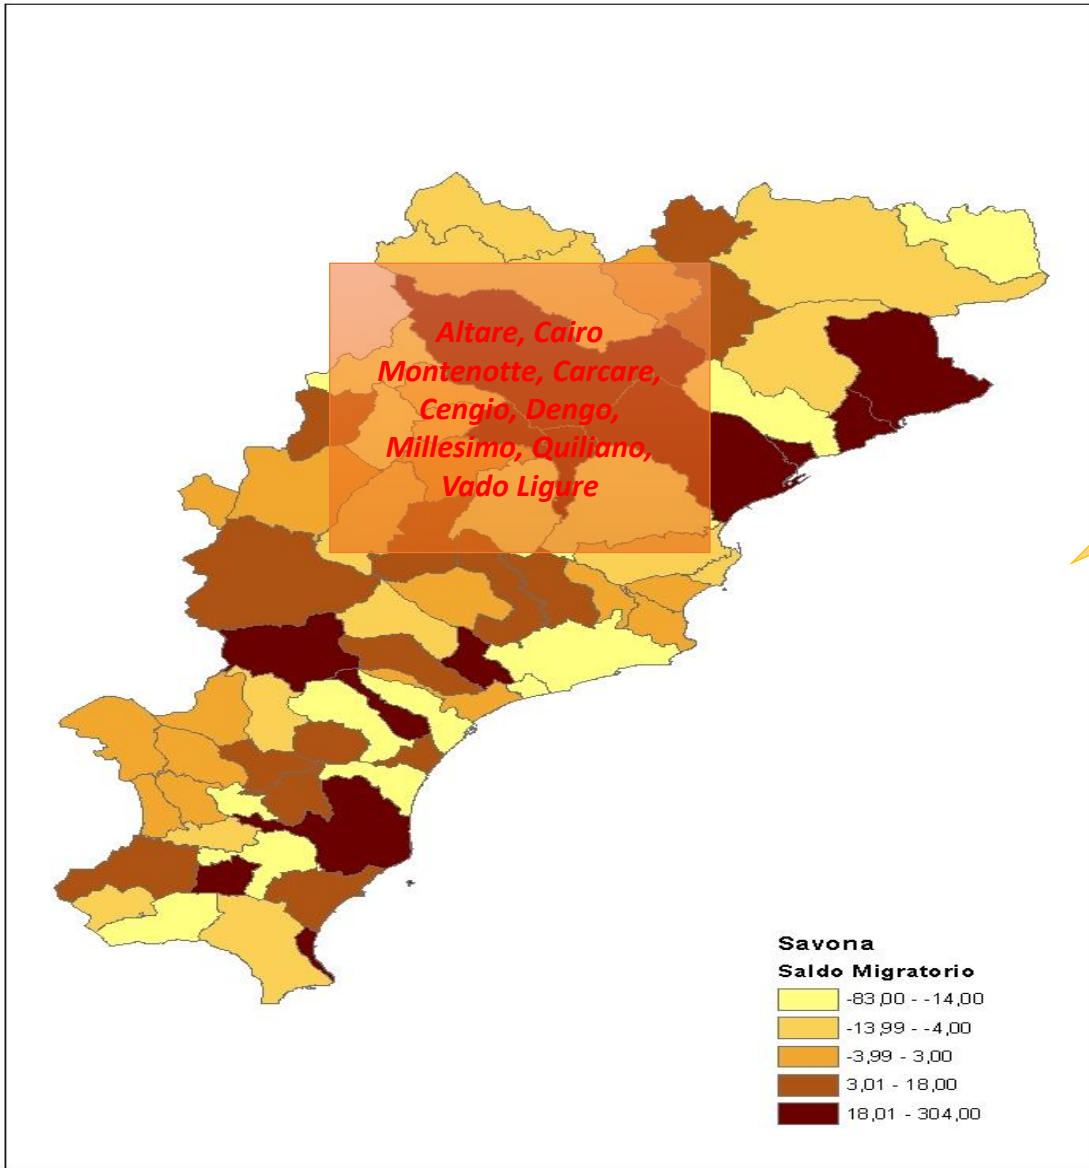 Altare, Cairo
Montenotte, Carcare,
Cengio, Dengo,
Millesimo, Quiliano,
Vado Ligure
Savona
Saldo Migratorio
-83,00 - -14,00
-13,99 - -4,00
-3,99 - 3,00
3,01 - 18,00
18,01 - 304,00